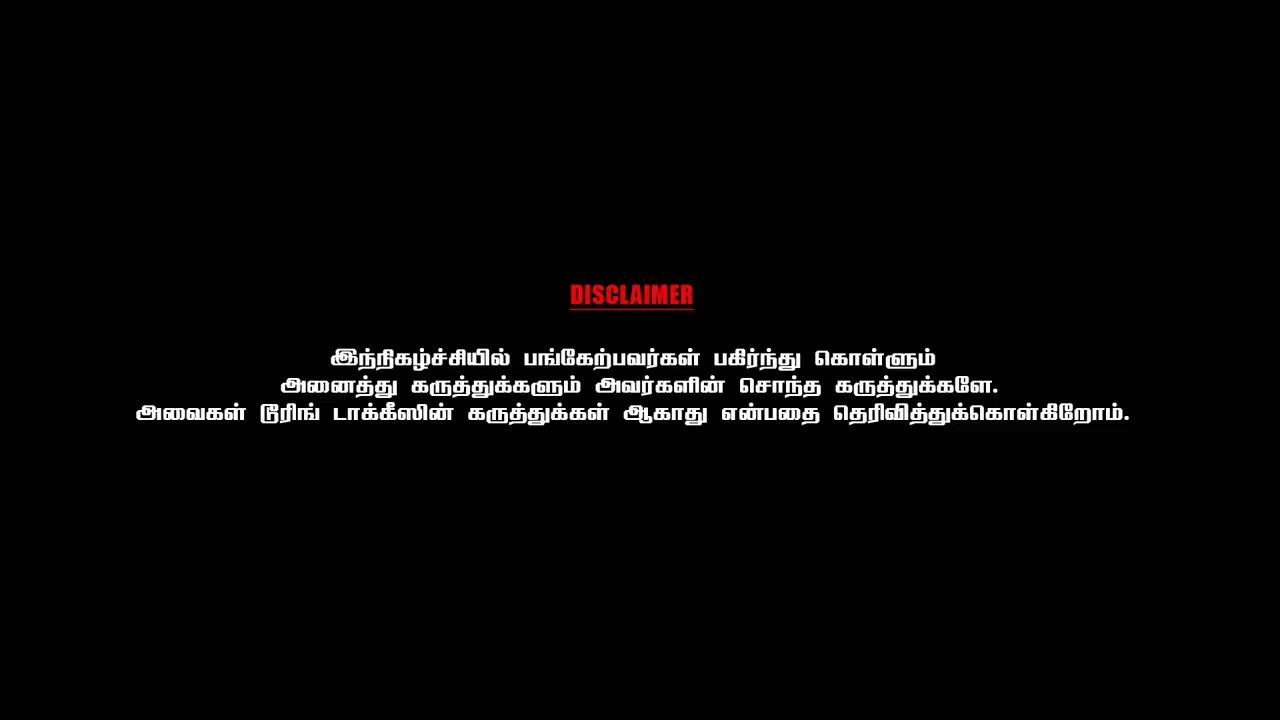 DISCLAIMER
இந்நிகழ்ச்சியில் பங்கேற்பவர்கள் பகிர்ந்து கொள்ளும்
அனைத்து கருத்துக்களும் அவர்களின் சொந்த கருத்துக்களே.
அவைகள் டூரிங் டாக்கீஸின் கருத்துக்கள் ஆகாது என்பதை தெரிவித்துக்கொள்கிறோம்.